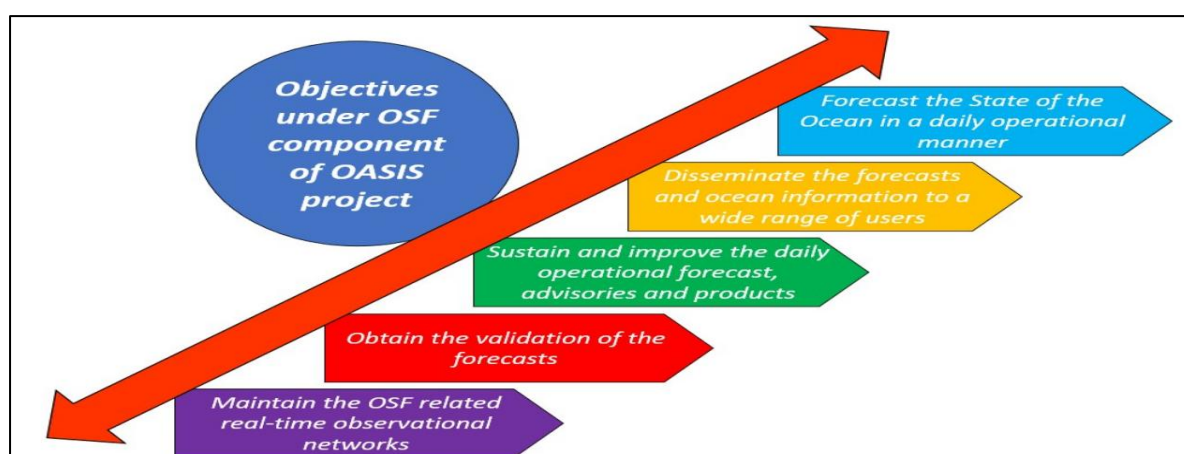 Objectives
under OSF
component
of OASIS
project
Forecast the State of the
Ocean in a daily operational
manner
Disseminate the forecasts
and ocean information to a
wide range of users
Sustain and improve the daily
operational forecast,
advisories and products
Obtain the validation of the
forecasts
Maintain the OSF related
real-time observational
networks